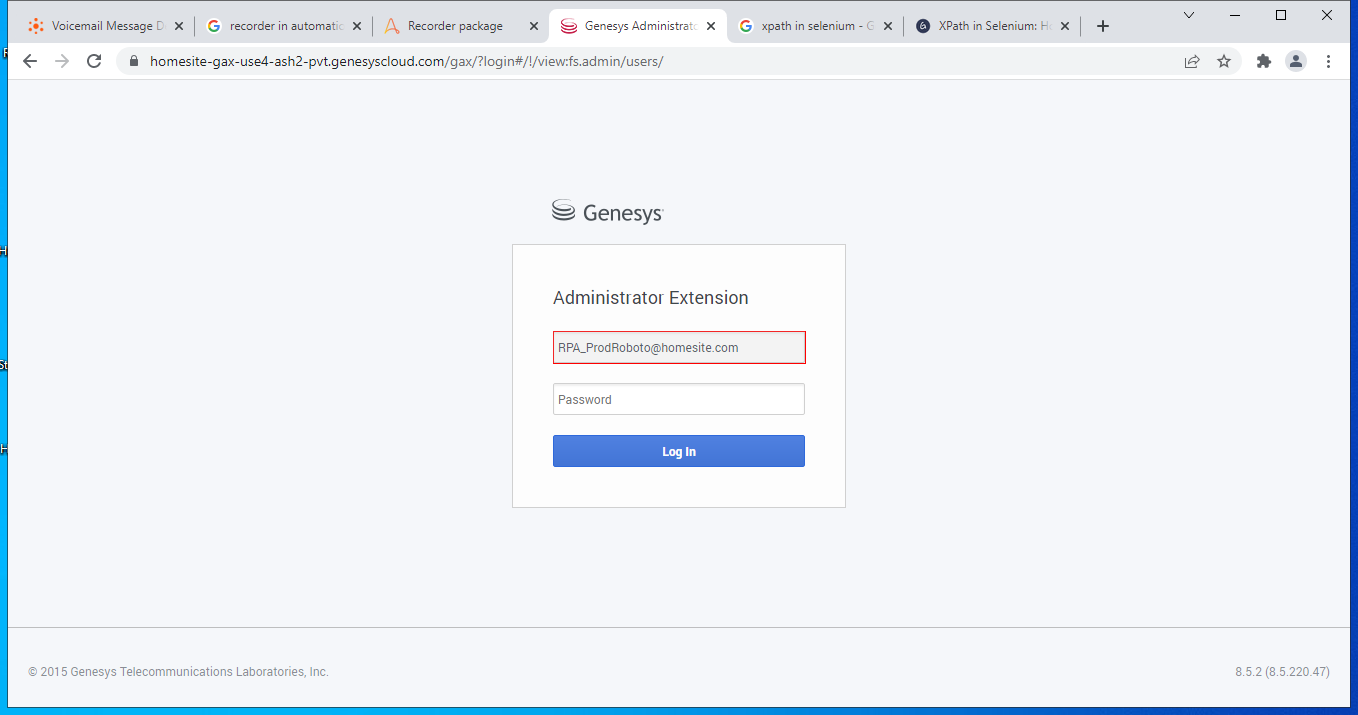 Voicemail Message D
recorder in automatic
Recorder package
Genesys Administrato
xpath in selenium - G
XPath in Selenium: H
homesite-gax-use4-ash2-pvt.genesyscloud.com/gax/?login#/!/view:fs.admin/users/
Genesys
Administrator Extension
RPA_ProdRoboto@homesite.com
Password
Log In
© 2015 Genesys Telecommunications Laboratories, Inc.
8.5.2 (8.5.220.47)